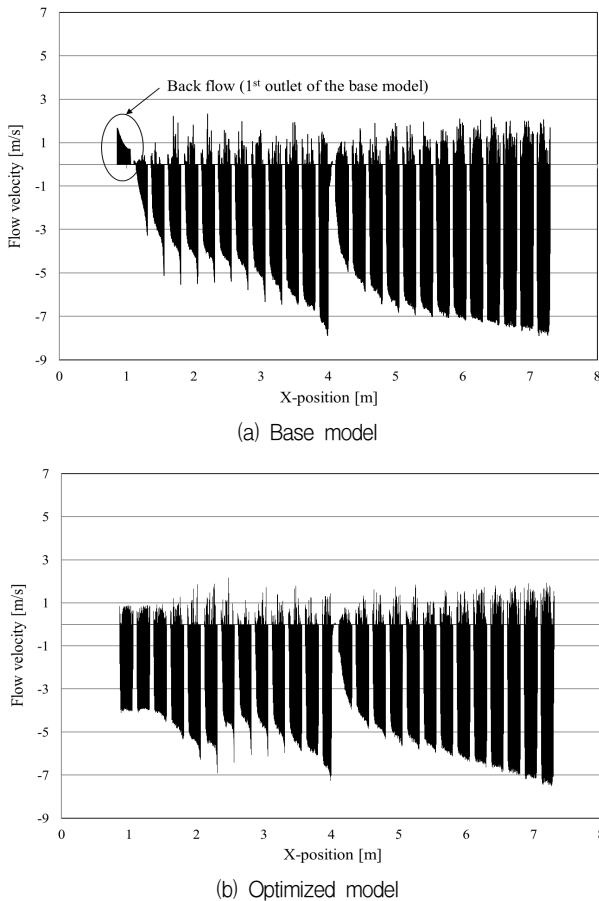 7
5
Back flow (1st outlet of the base model)
3
1
-1
-3
-5
-7
-9
Flow velocity [m/s]
0 1 2 3 4 5 6 7 8
X-position [m]
(a) Base model
7
5
3
1
-1
-3
-5
-7
-9
Flow velocity [m/s]
0 1 2 3 4 5 6 7 8
X-position [m]
(b) Optimized model